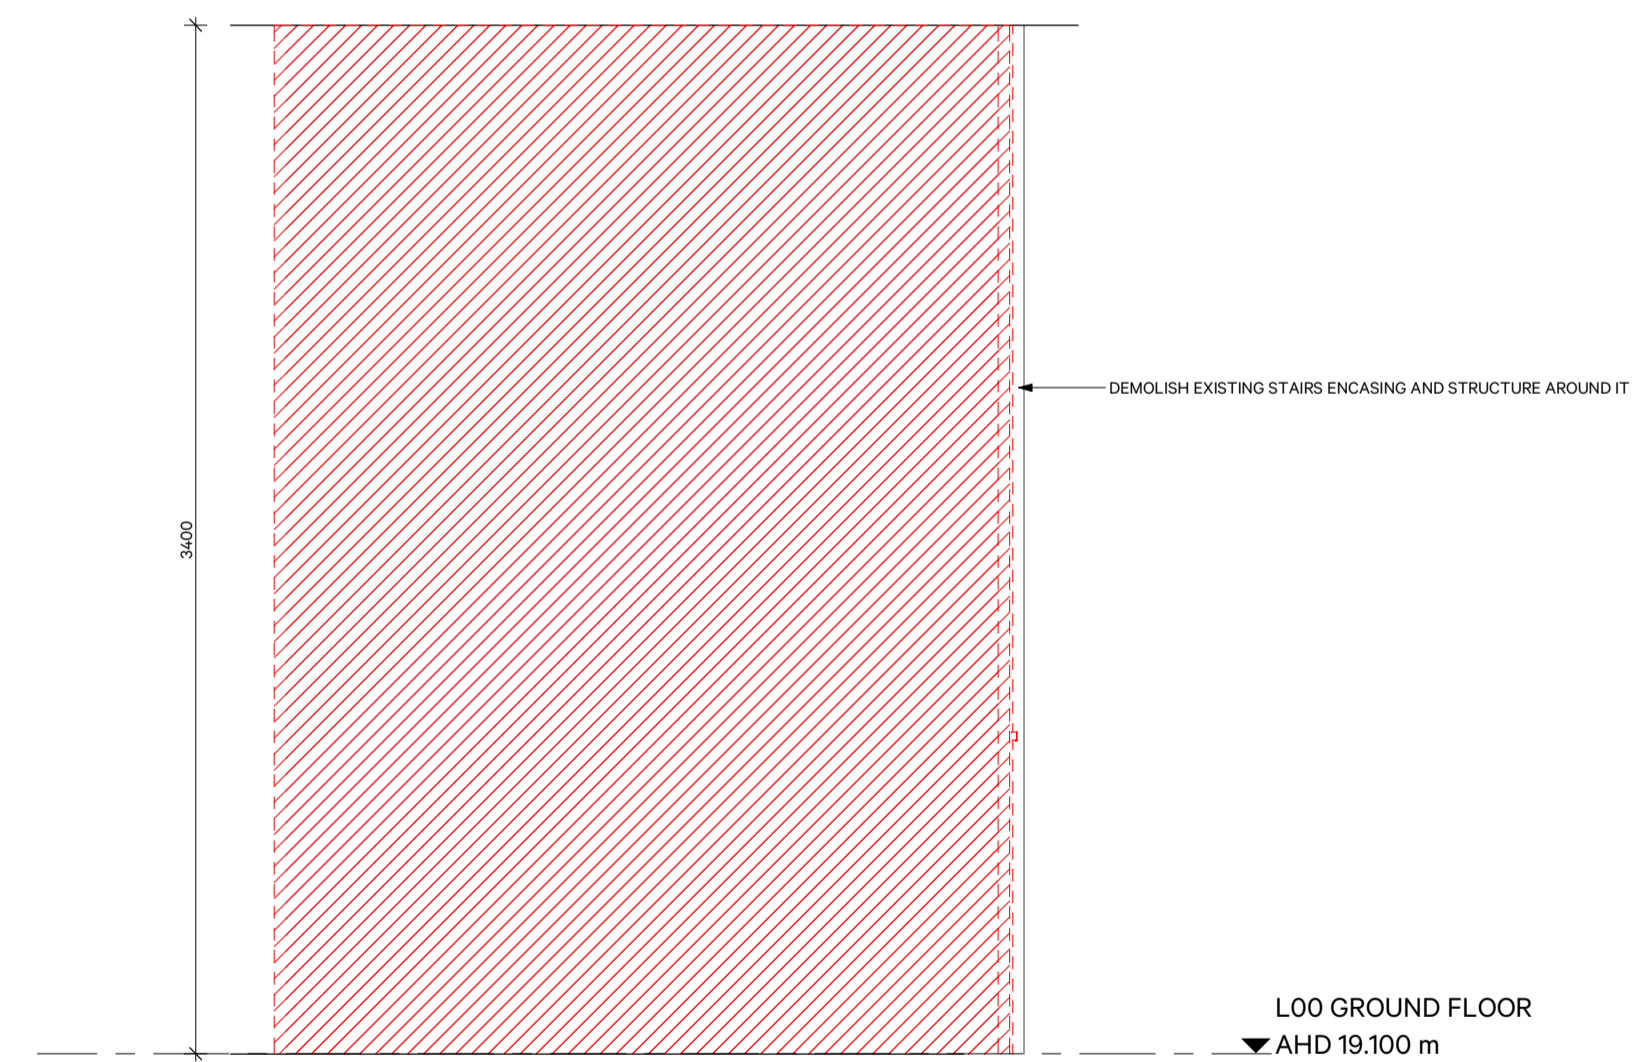 DEMOLISH EXISTING STAIRS ENCASING AND STRUCTURE AROUND IT
3400
L00 GROUND FLOOR
AHD 19.100 m